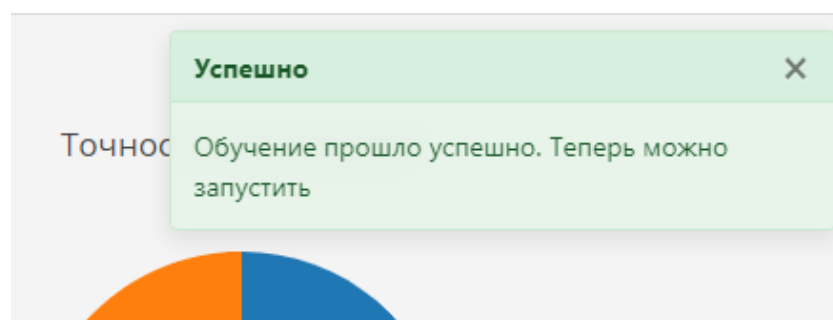 Успешно
Точнос
Обучение прошло успешно. Теперь можно
запустить